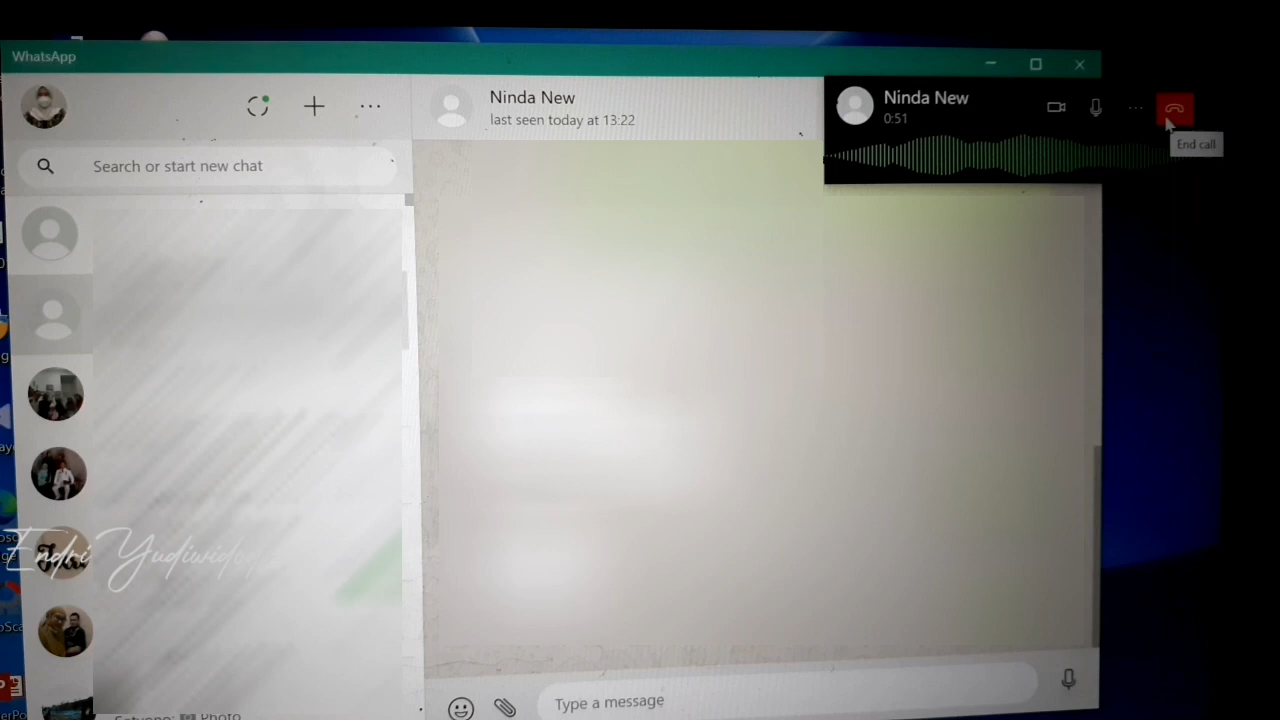 WhatsApp
Ninda New
last seen today at 13:22
Ninda New
0:51
End call
Search or start new chat
Endri
Photo
Type a message